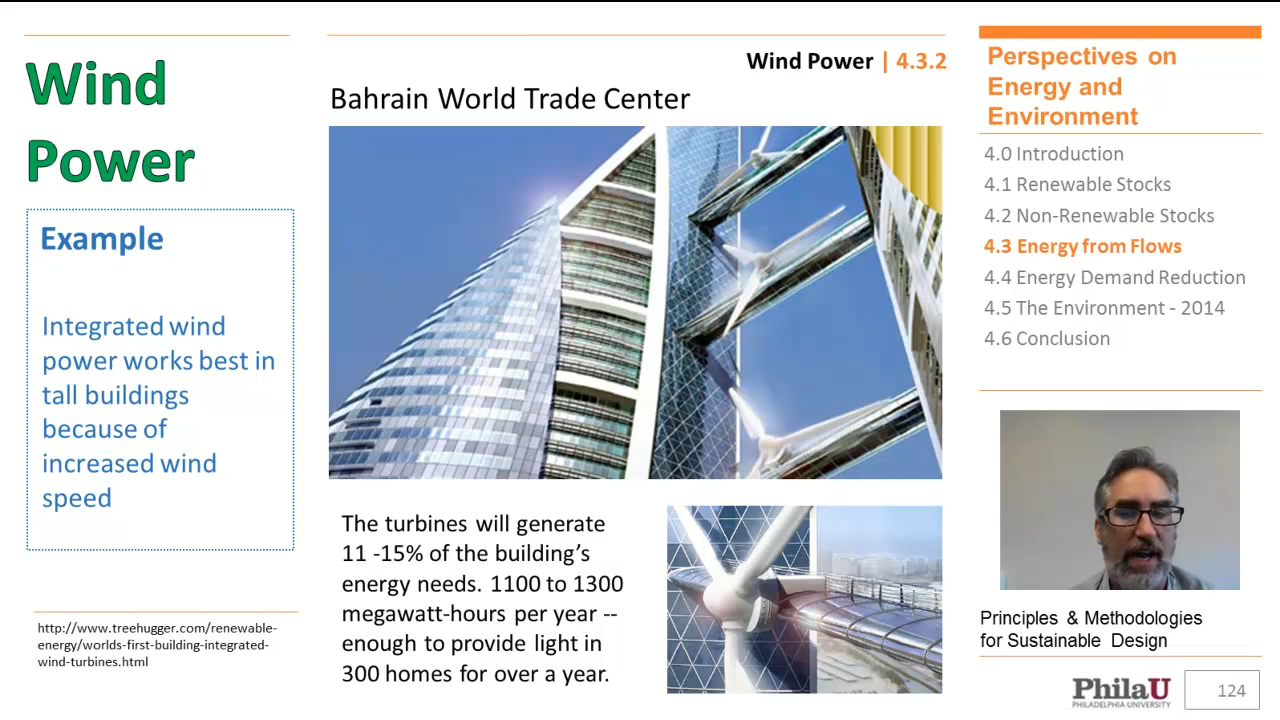 Wind
Power
Example
Integrated wind
power works best in
tall buildings
because of
increased wind
speed
http://www.treehugger.com/renewable-
energy/worlds-first-building-integrated-
wind-turbines.html
Wind Power | 4.3.2
Bahrain World Trade Center
The turbines will generate
11 -15% of the building’s
energy needs. 1100 to 1300
megawatt-hours per year --
enough to provide light in
300 homes for over a year.
Perspectives on
Energy and
Environment
4.0 Introduction
4.1 Renewable Stocks
4.2 Non-Renewable Stocks
4.3 Energy from Flows
4.4 Energy Demand Reduction
4.5 The Environment - 2014
4.6 Conclusion
Principles & Methodologies
for Sustainable Design
PhilaU
PHILADELPHIA UNIVERSITY
124